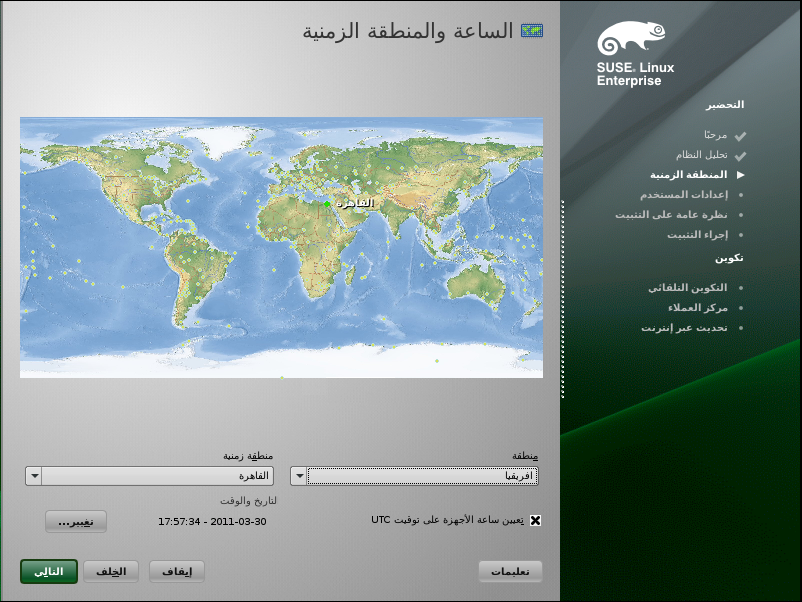 الساعة والمنطقة الزمنية
SUSE® Linux
Enterprise
التحضير
مرحبًا
تحليل النظام
المنطقة الزمنية
إعدادات المستخدم
نظرة عامة على التثبيت
إجراء التثبيت
تكوين
التكوين التلقائي
مركز العملاء
تحديث عبر إنترنت
القاهرة
منطقة
افريقيا
منطقة زمنية
القاهرة
تعيين ساعة الأجهزة على توقيت UTC
لتاريخ والوقت
2011-03-30 - 17:57:34
تغيير...
تعليمات
إيقاف
الخلف
التالي